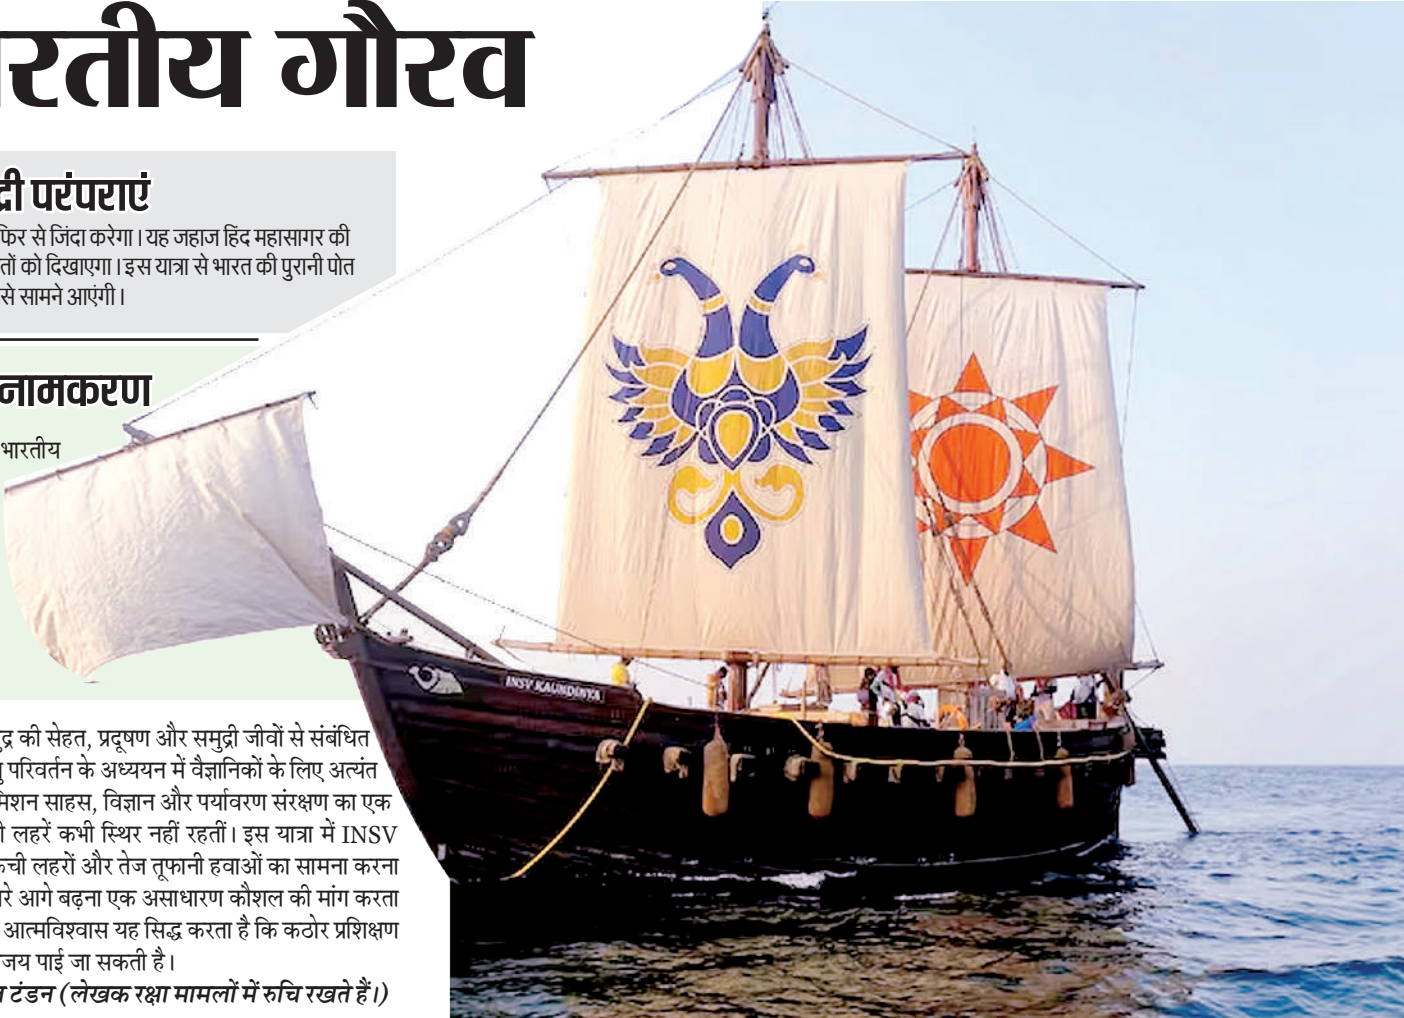 रतीय गौरव
द्री परंपराएं
फिर से जिंदा करेगा। यह जहाज हिंद महासागर की
तों को दिखाएगा। इस यात्रा से भारत की पुरानी पोत
से सामने आएंगी।
नामकरण
भारतीय
द्र की सेहत, प्रदूषण और समुद्री जीवों से संबंधित
परिवर्तन के अध्ययन में वैज्ञानिकों के लिए अत्यंत
मिशन साहस, विज्ञान और पर्यावरण संरक्षण का एक
लहरें कभी स्थिर नहीं रहतीं। इस यात्रा में INSV
लहरों और तेज तूफानी हवाओं का सामना करना
रे आगे बढ़ना एक असाधारण कौशल की मांग करता
आत्मविश्वास यह सिद्ध करता है कि कठोर प्रशिक्षण
जय पाई जा सकती है।
टंडन (लेखक रक्षा मामलों में रुचि रखते हैं।)
INSV KAUNDINYA